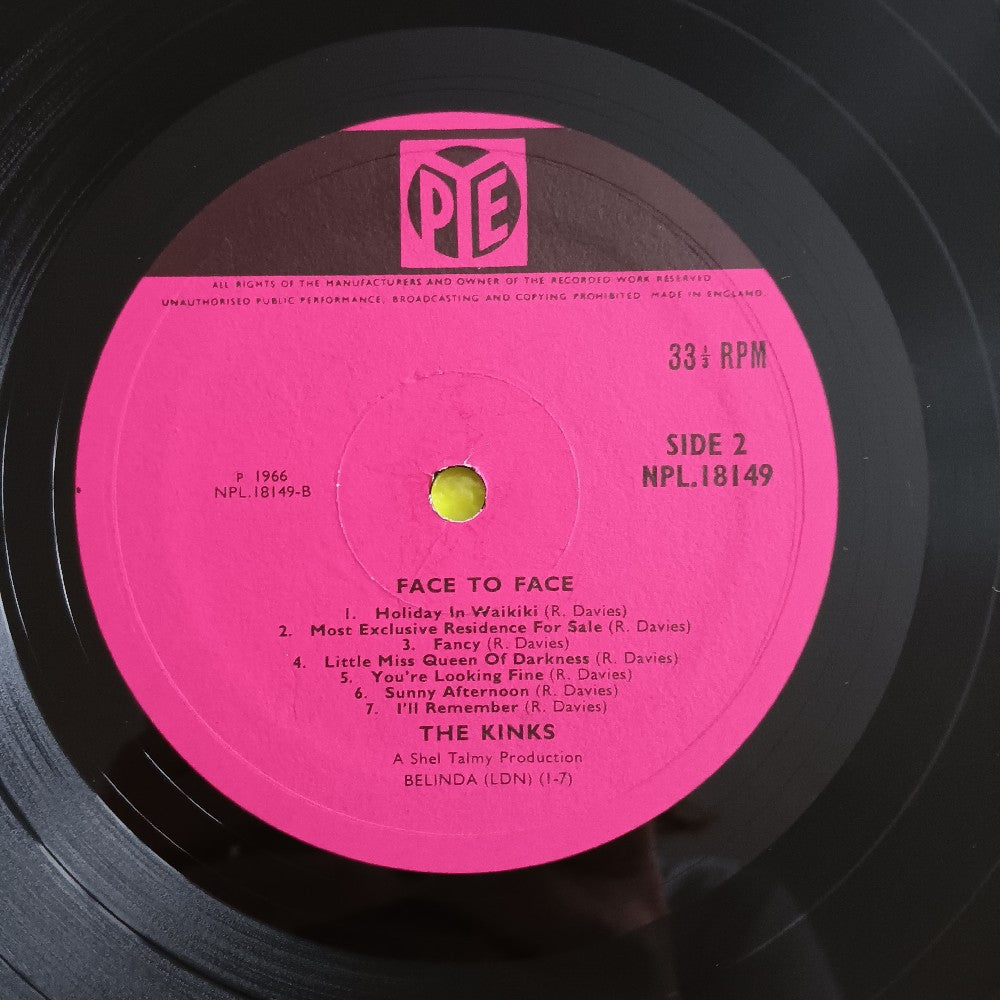 PYE
ALL RIGHTS OF THE MANUFACTURERS AND OWNER OF THE RECORDED WORK RESERVED
UNAUTHORISED PUBLIC PERFORMANCE, BROADCASTING AND COPYING PROHIBITED. MADE IN ENGLAND.
33⅓ RPM
SIDE 2
NPL.18149
P 1966
NPL.18149-B
FACE TO FACE
1. Holiday In Waikiki (R. Davies)
2. Most Exclusive Residence For Sale (R. Davies)
3. Fancy (R. Davies)
4. Little Miss Queen Of Darkness (R. Davies)
5. You're Looking Fine (R. Davies)
6. Sunny Afternoon (R. Davies)
7. I'll Remember (R. Davies)
THE KINKS
A Shel Talmy Production
BELINDA (LDN) (1-7)